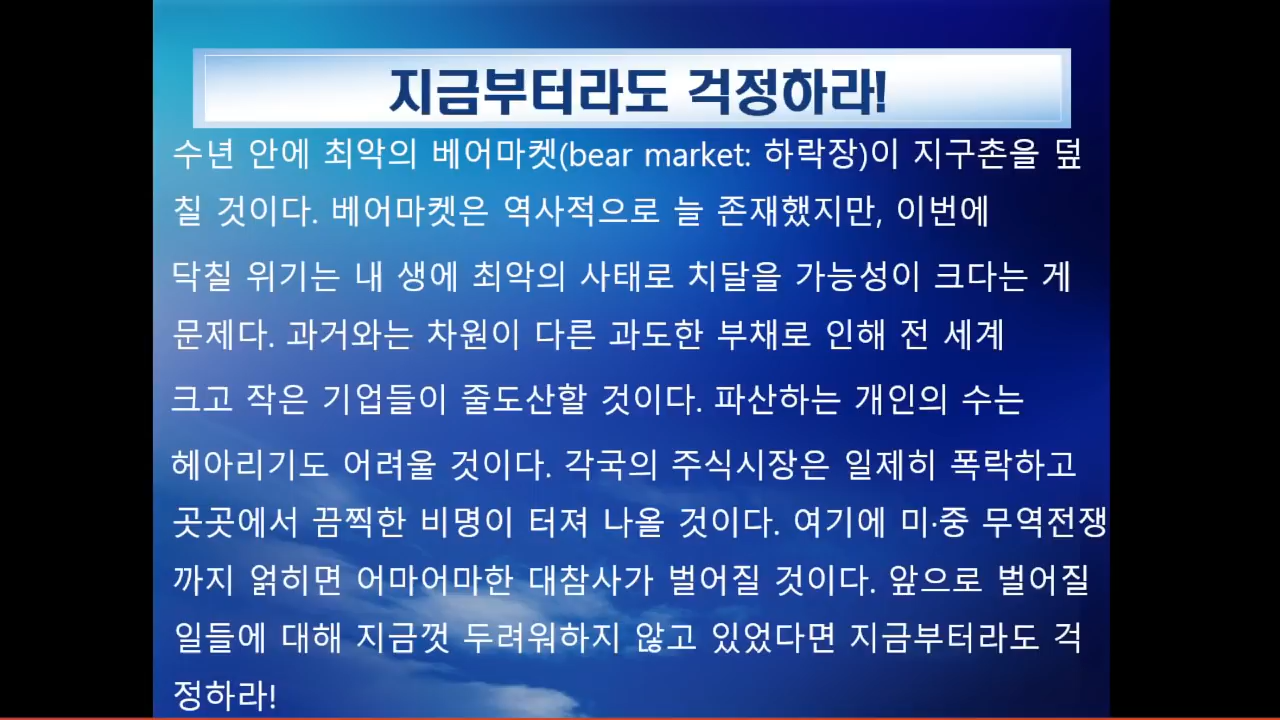 지금부터라도 걱정하라!
수년 안에 최악의 베어마켓(bear market: 하락장)이 지구촌을 덮
칠 것이다. 베어마켓은 역사적으로 늘 존재했지만, 이번에
닥칠 위기는 내 생에 최악의 사태로 치달을 가능성이 크다는 게
문제다. 과거와는 차원이 다른 과도한 부채로 인해 전 세계
크고 작은 기업들이 줄도산할 것이다. 파산하는 개인의 수는
헤아리기도 어려울 것이다. 각국의 주식시장은 일제히 폭락하고
곳곳에서 끔찍한 비명이 터져 나올 것이다. 여기에 미·중 무역전쟁
까지 얽히면 어마어마한 대참사가 벌어질 것이다. 앞으로 벌어질
일들에 대해 지금껏 두려워하지 않고 있었다면 지금부터라도 걱
정하라!